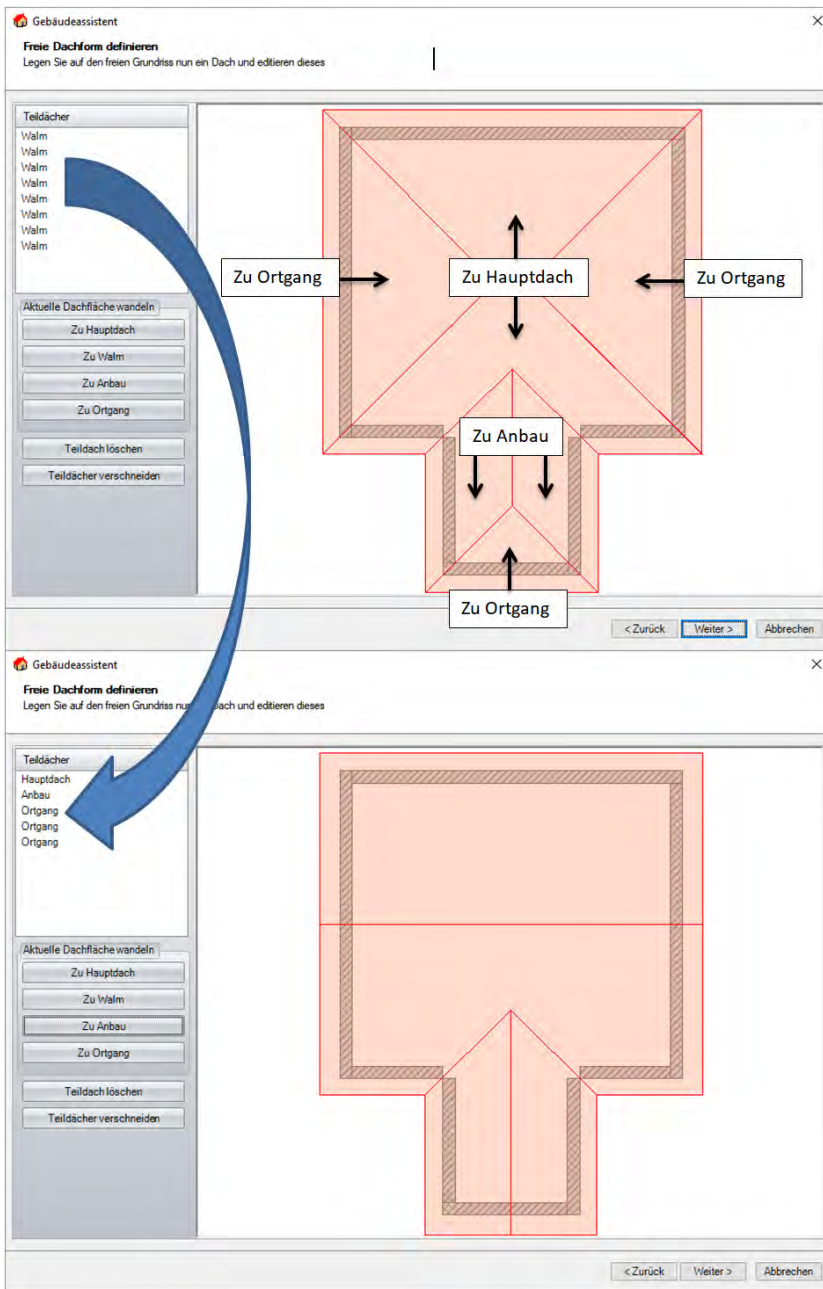 Gebäudeassistent
Freie Dachform definieren
Legen Sie auf den freien Grundriss nun ein Dach und editieren dieses
Teildächer
Walm
Walm
Walm
Walm
Walm
Walm
Walm
Walm
Aktuelle Dachfläche wandeln
Zu Hauptdach
Zu Walm
Zu Anbau
Zu Ortgang
Teildach löschen
Teildächer verschneiden
Zu Ortgang
Zu Hauptdach
Zu Ortgang
Zu Anbau
Zu Ortgang
< Zurück
Weiter >
Abbrechen
Gebäudeassistent
Freie Dachform definieren
Legen Sie auf den freien Grundriss nu Dach und editieren dieses
Teildächer
Hauptdach
Anbau
Ortgang
Ortgang
Ortgang
Aktuelle Dachfläche wandeln
Zu Hauptdach
Zu Walm
Zu Anbau
Zu Ortgang
Teildach löschen
Teildächer verschneiden
< Zurück
Weiter >
Abbrechen